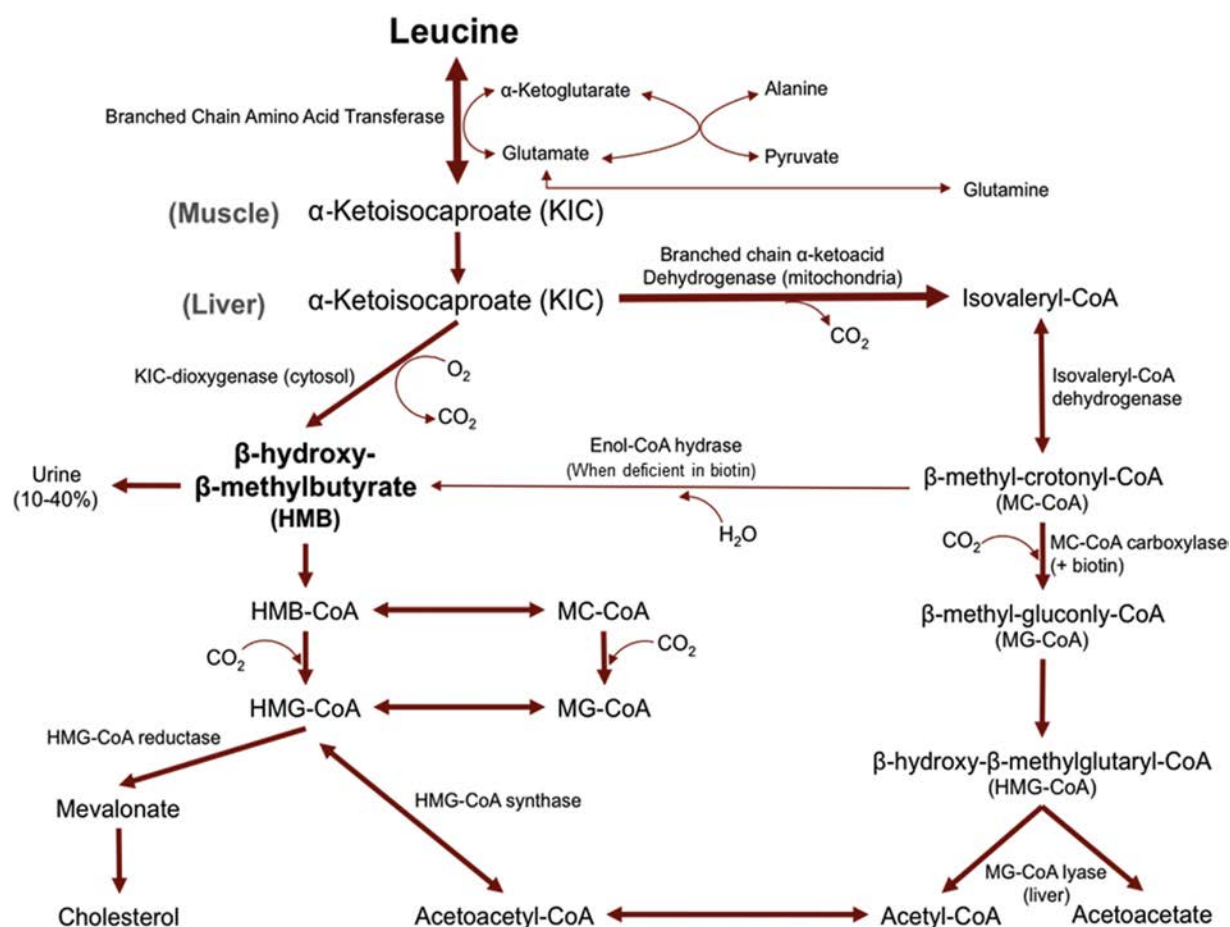 Leucine
α-Ketoglutarate
Alanine
Branched Chain Amino Acid Transferase
Glutamate
Pyruvate
Glutamine
(Muscle)
α-Ketoisocaproate (KIC)
Branched chain α-ketoacid
Dehydrogenase (mitochondria)
(Liver)
α-Ketoisocaproate (KIC)
Isovaleryl-CoA
CO₂
KIC-dioxygenase (cytosol)
O₂
CO₂
Isovaleryl-CoA
dehydrogenase
β-hydroxy-
β-methylbutyrate
(HMB)
Urine
(10-40%)
Enol-CoA hydrase
(When deficient in biotin)
H₂O
β-methyl-crotonyl-CoA
(MC-CoA)
CO₂
MC-CoA carboxylase
(+ biotin)
HMB-CoA
MC-CoA
β-methyl-gluconly-CoA
(MG-CoA)
CO₂
CO₂
HMG-CoA
MG-CoA
HMG-CoA reductase
β-hydroxy-β-methylglutaryl-CoA
(HMG-CoA)
Mevalonate
HMG-CoA synthase
MG-CoA lyase
(liver)
Cholesterol
Acetoacetyl-CoA
Acetyl-CoA
Acetoacetate